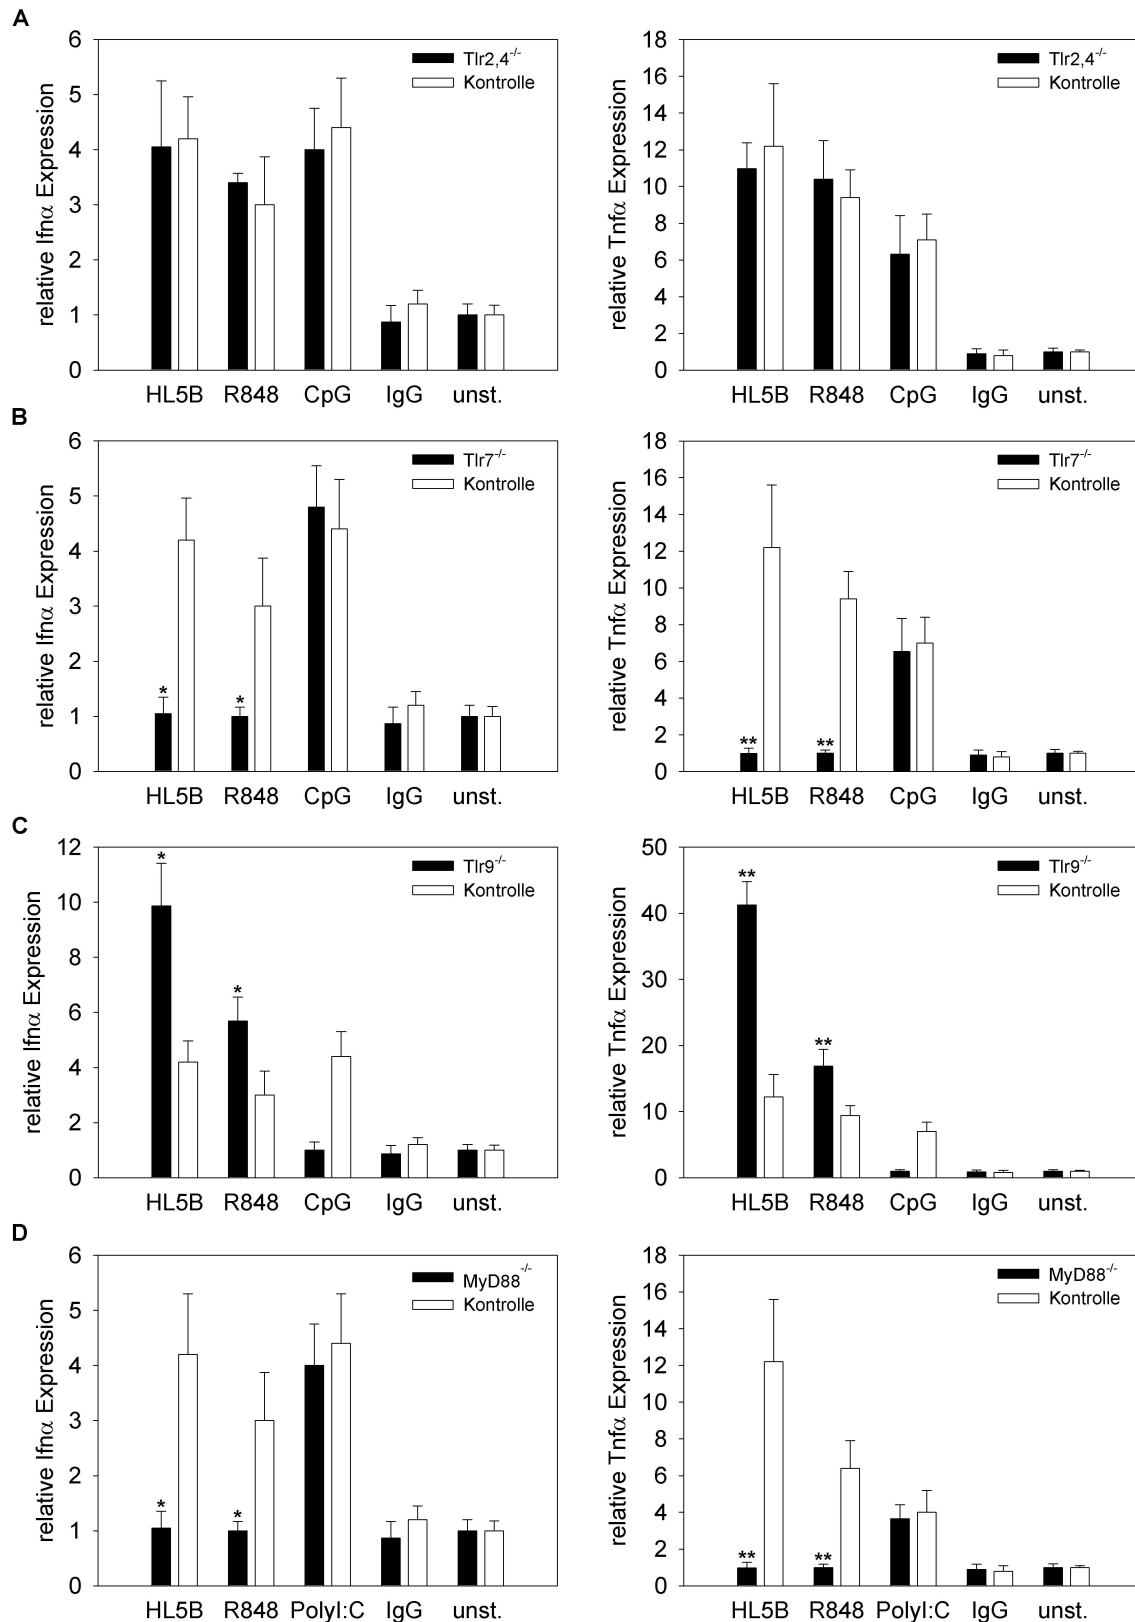 A
relative Ifnα Expression
6
5
4
3
2
1
0
Tlr2,4-/-
Kontrolle
HL5B R848 CpG IgG unst.
relative Tnfα Expression
18
16
14
12
10
8
6
4
2
0
Tlr2,4-/-
Kontrolle
HL5B R848 CpG IgG unst.
B
relative Ifnα Expression
6
5
4
3
2
1
0
Tlr7-/-
Kontrolle
* *
HL5B R848 CpG IgG unst.
relative Tnfα Expression
18
16
14
12
10
8
6
4
2
0
Tlr7-/-
Kontrolle
** **
HL5B R848 CpG IgG unst.
C
relative Ifnα Expression
12
10
8
6
4
2
0
Tlr9-/-
Kontrolle
*
*
HL5B R848 CpG IgG unst.
relative Tnfα Expression
50
40
30
20
10
0
Tlr9-/-
Kontrolle
**
**
HL5B R848 CpG IgG unst.
D
relative Ifnα Expression
6
5
4
3
2
1
0
MyD88-/-
Kontrolle
* *
HL5B R848 PolyI:C IgG unst.
relative Tnfα Expression
18
16
14
12
10
8
6
4
2
0
MyD88-/-
Kontrolle
** **
HL5B R848 PolyI:C IgG unst.